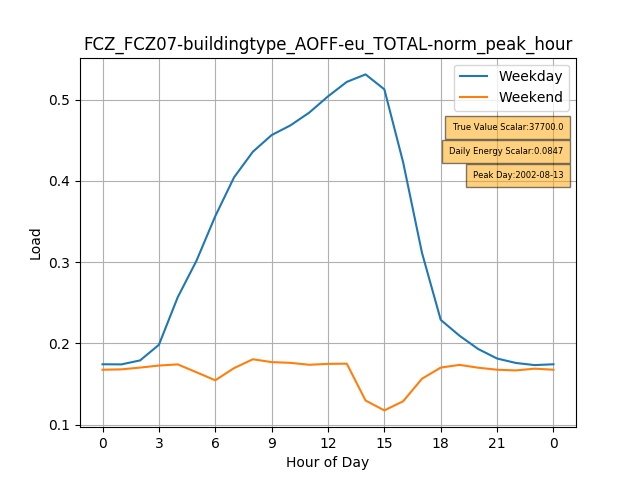 FCZ_FCZ07-buildingtype_AOFF-eu_TOTAL-norm_peak_hour
Weekday
Weekend
True Value Scalar:37700.0
Daily Energy Scalar:0.0847
Peak Day:2002-08-13
Load
0.5
0.4
0.3
0.2
0.1
0 3 6 9 12 15 18 21 0
Hour of Day